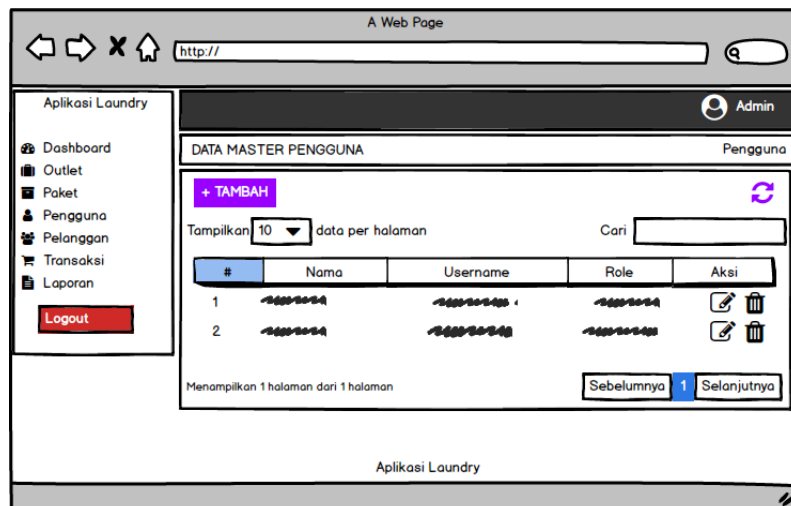 A Web Page
http://
Aplikasi Laundry
Admin
Dashboard
Outlet
Paket
Pengguna
Pelanggan
Transaksi
Laporan
Logout
DATA MASTER PENGGUNA
Pengguna
+ TAMBAH
Tampilkan 10 data per halaman
Cari
# Nama Username Role Aksi
1
2
Menampilkan 1 halaman dari 1 halaman
Sebelumnya 1 Selanjutnya
Aplikasi Laundry